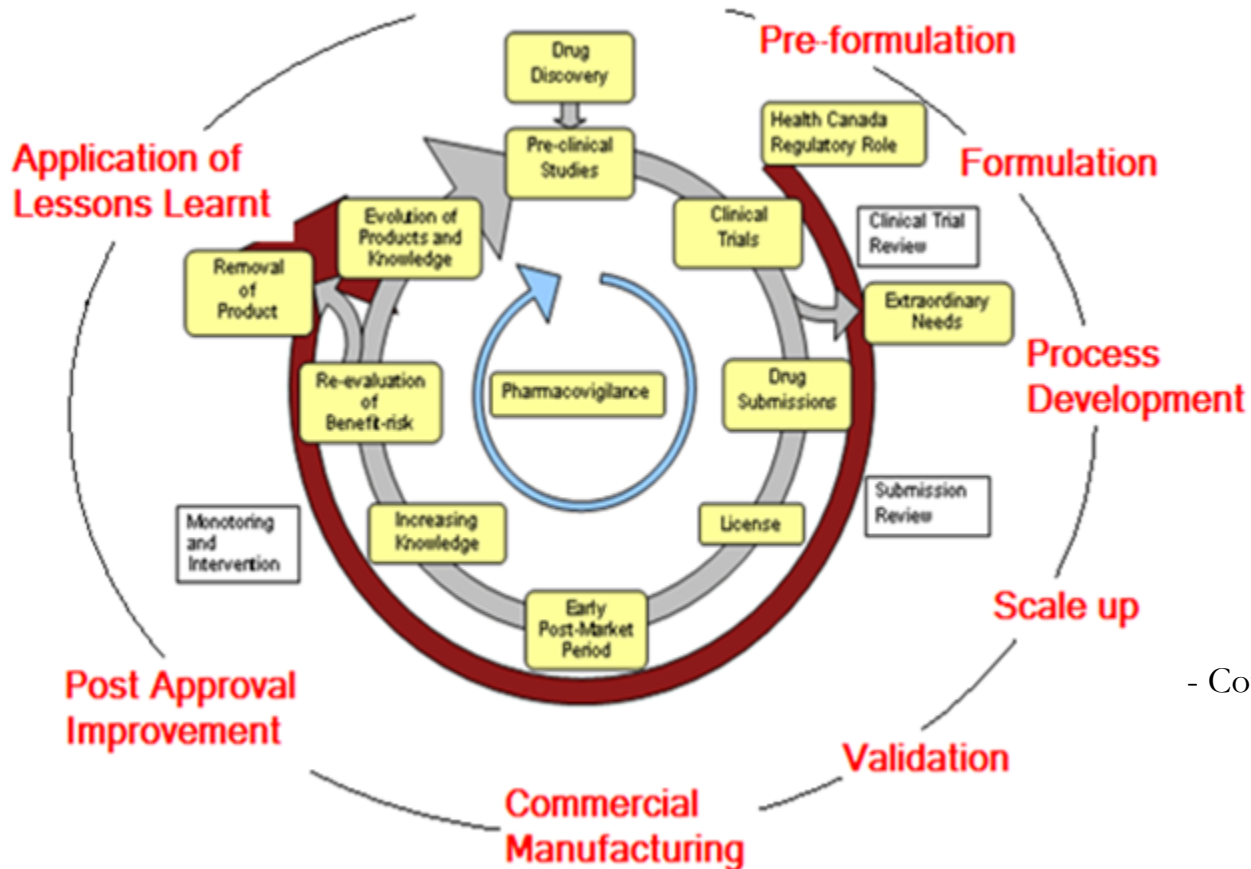 Pre-formulation
Drug
Discovery
Health Canada
Regulatory Role
Pre-clinical
Studies
Formulation
Application of
Lessons Learnt
Evolution of
Products and
Knowledge
Clinical
Trials
Clinical Trial
Review
Removal
of
Product
Extraordinary
Needs
Process
Development
Re-evaluation
of
Benefit-risk
Pharmacovigilance
Drug
Submissions
Submission
Review
Monotoring
and
Intervention
Increasing
Knowledge
License
Early
Post-Market
Period
Scale up
Post Approval
Improvement
- Co
Validation
Commercial
Manufacturing